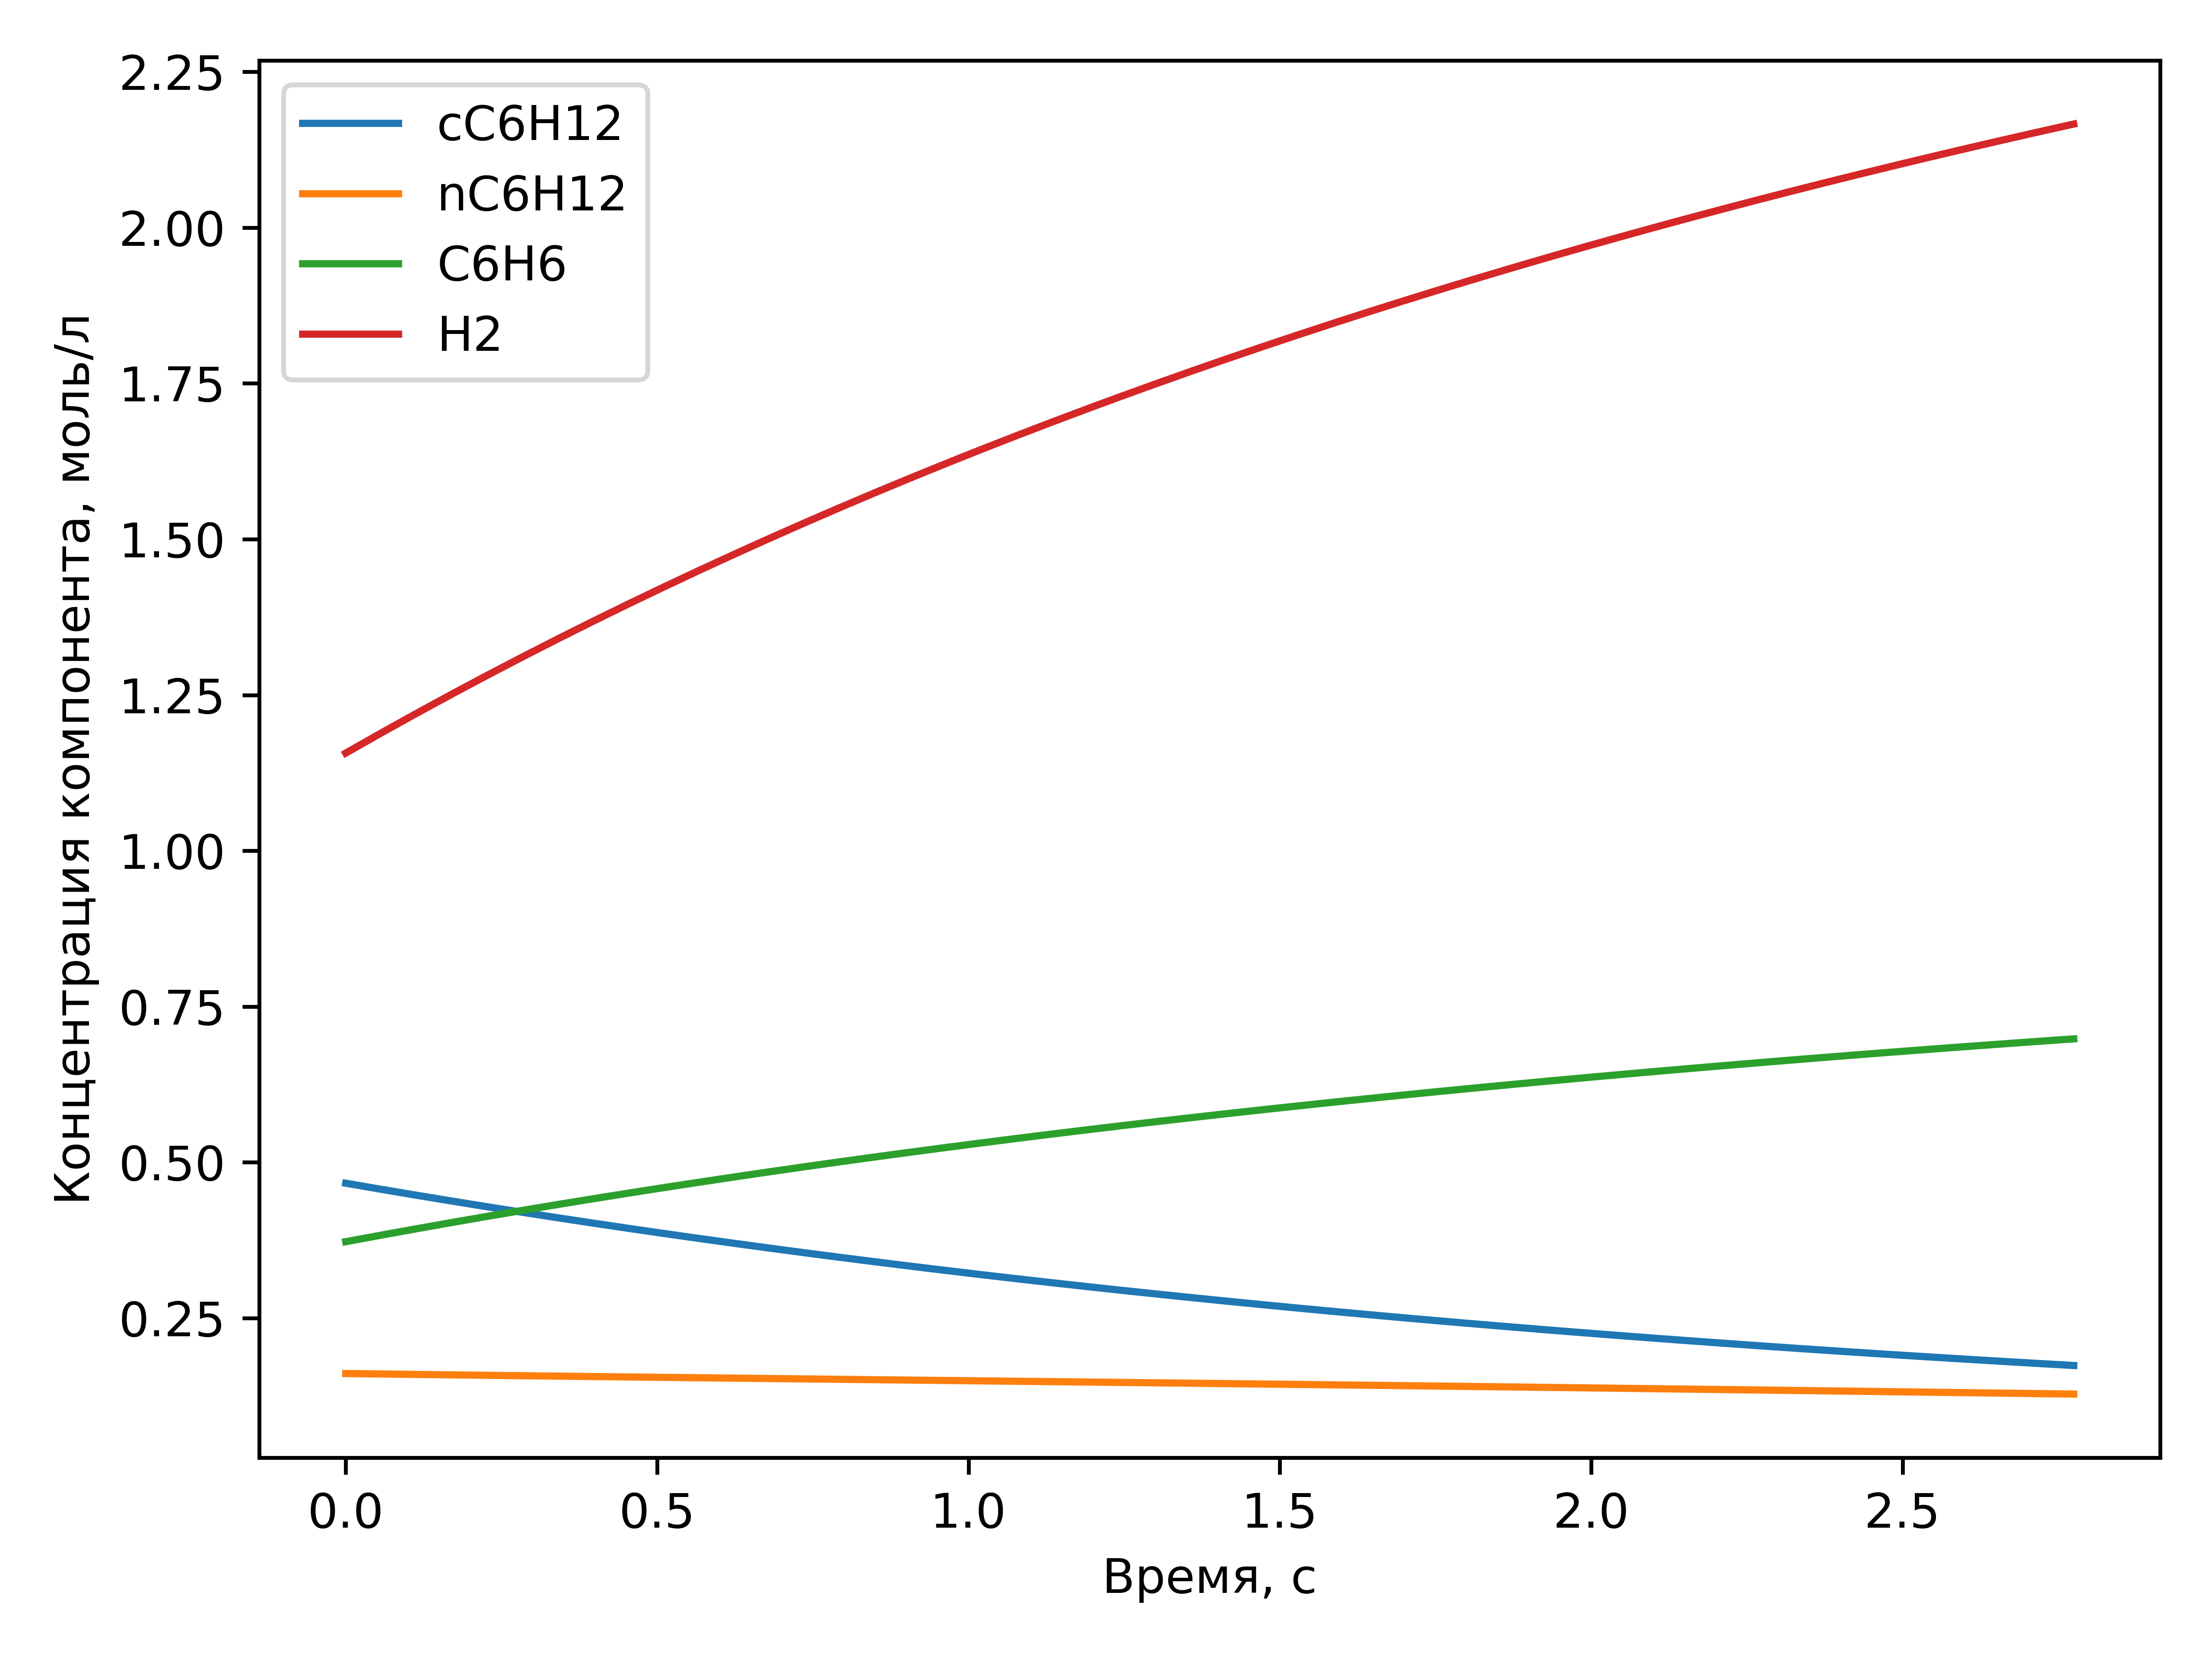 Концентрация компонента, моль/л
2.25
2.00
1.75
1.50
1.25
1.00
0.75
0.50
0.25
cC6H12
nC6H12
C6H6
H2
0.0 0.5 1.0 1.5 2.0 2.5
Время, с